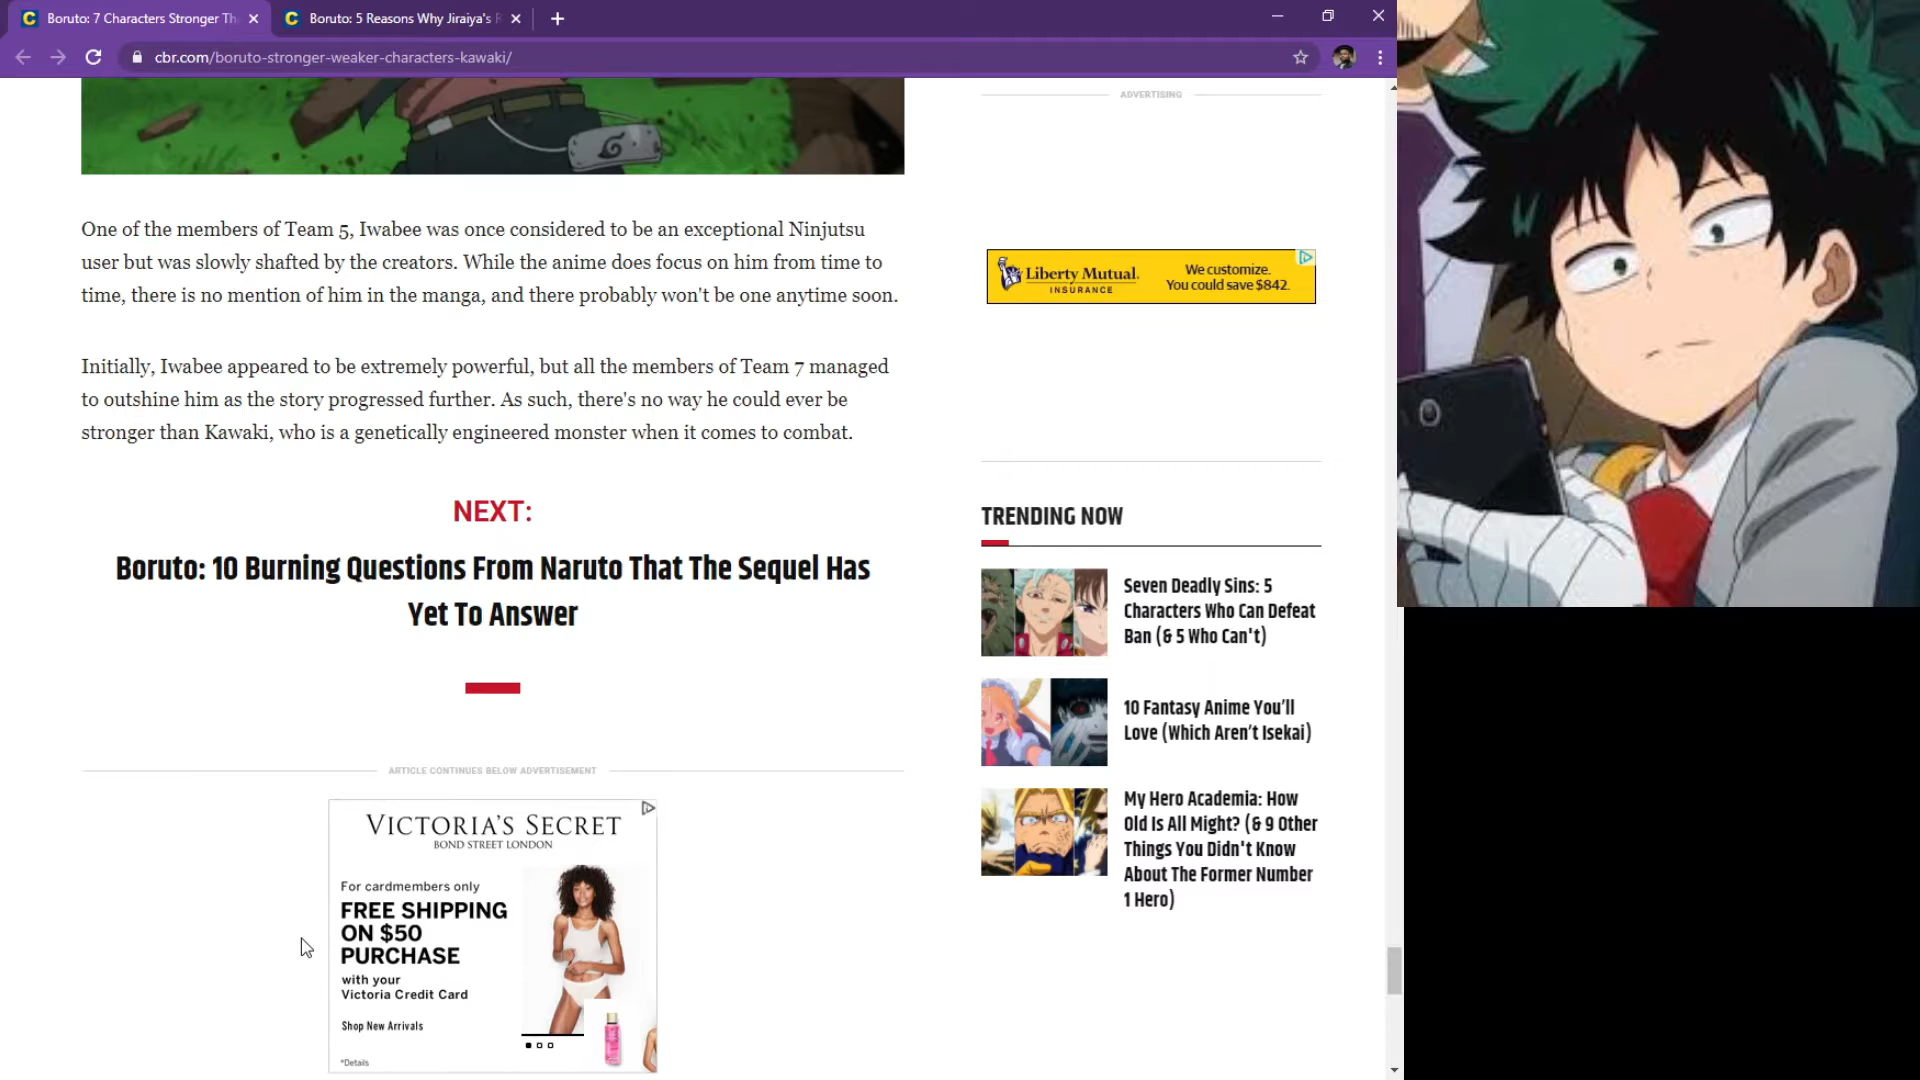 Boruto: 7 Characters Stronger Th
Boruto: 5 Reasons Why Jiraiya's
cbr.com/boruto-stronger-weaker-characters-kawaki/
One of the members of Team 5, Iwabee was once considered to be an exceptional Ninjutsu
user but was slowly shafted by the creators. While the anime does focus on him from time to
time, there is no mention of him in the manga, and there probably won't be one anytime soon.
Initially, Iwabee appeared to be extremely powerful, but all the members of Team 7 managed
to outshine him as the story progressed further. As such, there's no way he could ever be
stronger than Kawaki, who is a genetically engineered monster when it comes to combat.
NEXT:
Boruto: 10 Burning Questions From Naruto That The Sequel Has
Yet To Answer
ARTICLE CONTINUES BELOW ADVERTISEMENT
VICTORIA'S SECRET
BOND STREET LONDON
For cardmembers only
FREE SHIPPING
ON $50
PURCHASE
with your
Victoria Credit Card
Shop New Arrivals
*Details
ADVERTISING
Liberty Mutual.
INSURANCE
We customize.
You could save $842.
TRENDING NOW
Seven Deadly Sins: 5
Characters Who Can Defeat
Ban (& 5 Who Can't)
10 Fantasy Anime You'll
Love (Which Aren't Isekai)
My Hero Academia: How
Old Is All Might? (& 9 Other
Things You Didn't Know
About The Former Number
1 Hero)